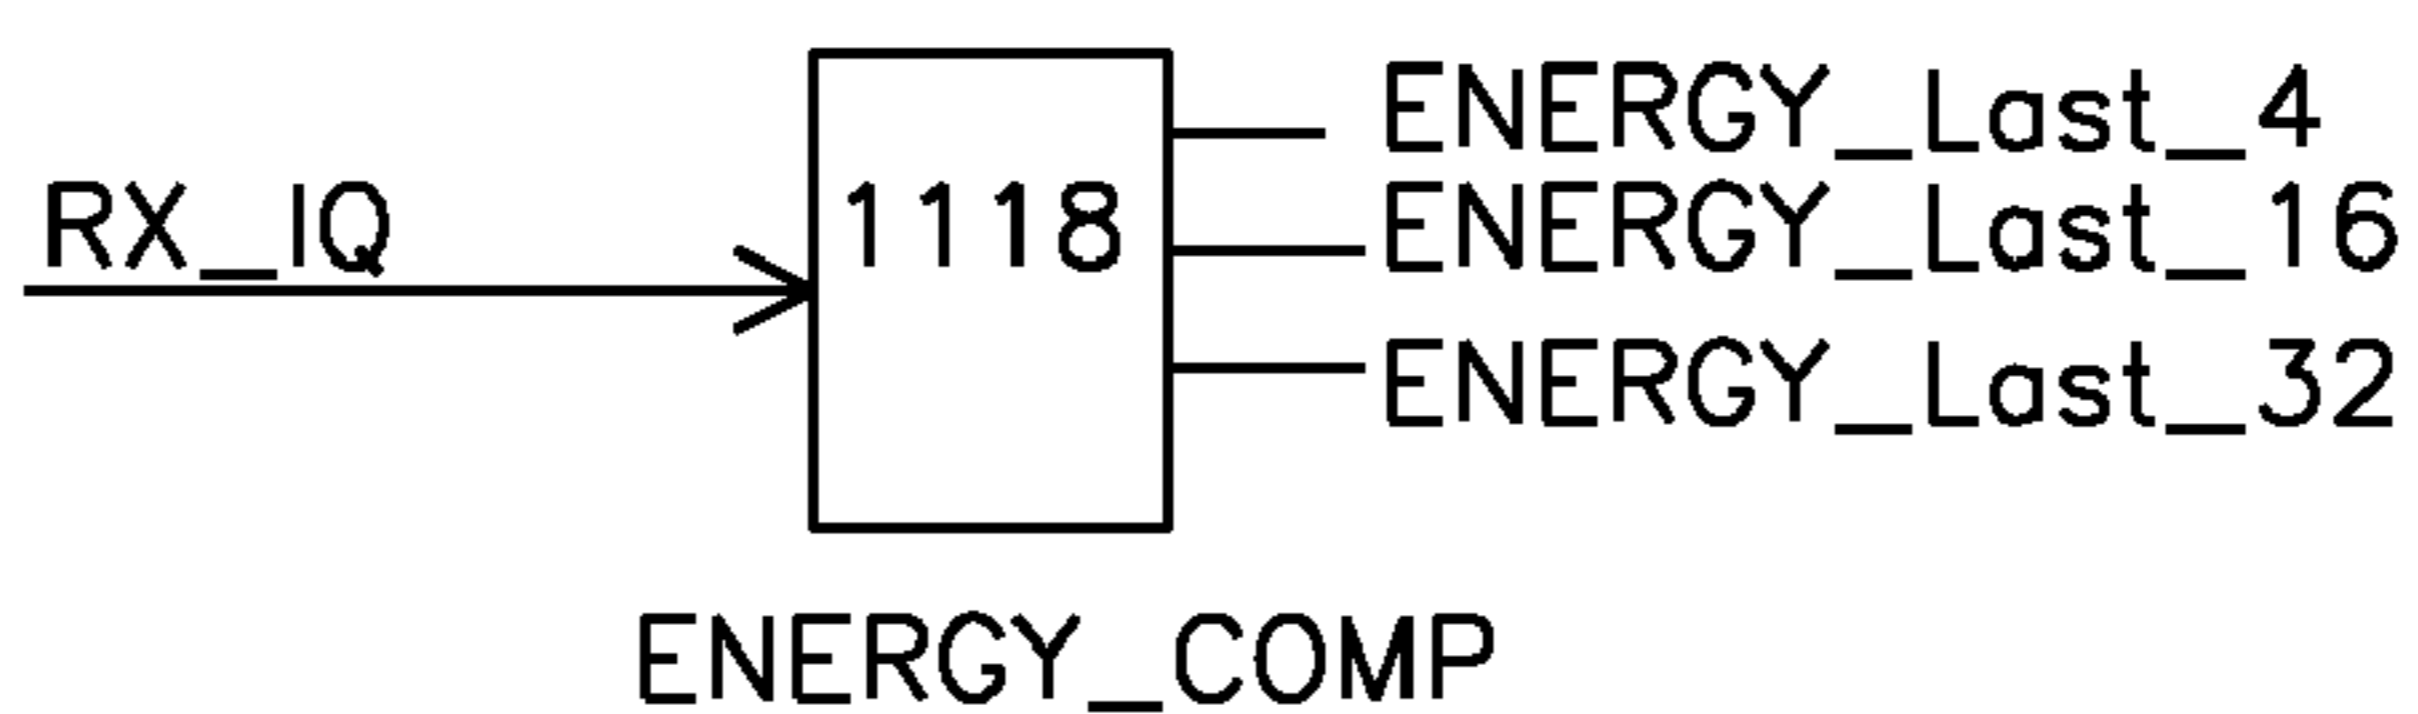 RX_IQ
1118
ENERGY_Last_4
ENERGY_Last_16
ENERGY_Last_32
ENERGY_COMP